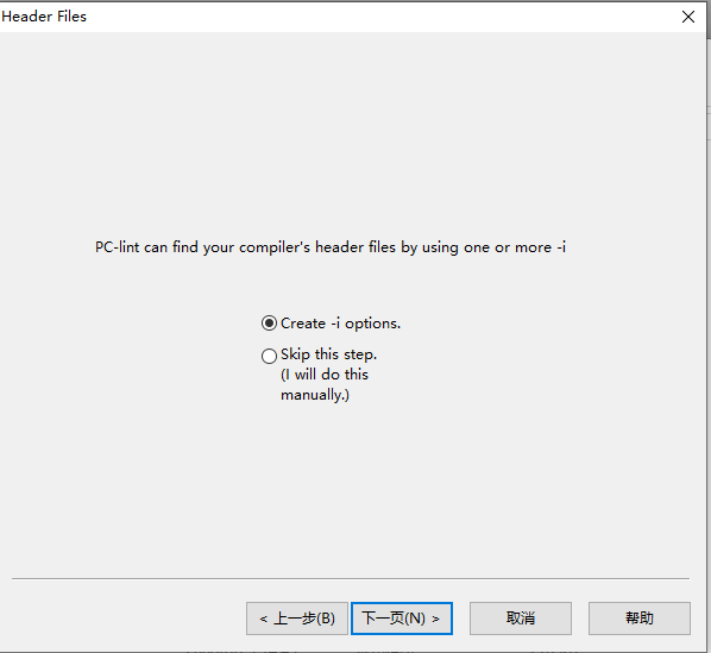 Header Files
PC-lint can find your compiler's header files by using one or more -i
Create -i options.
Skip this step.
(I will do this
manually.)
< 上一步(B)
下一页(N) >
取消
帮助